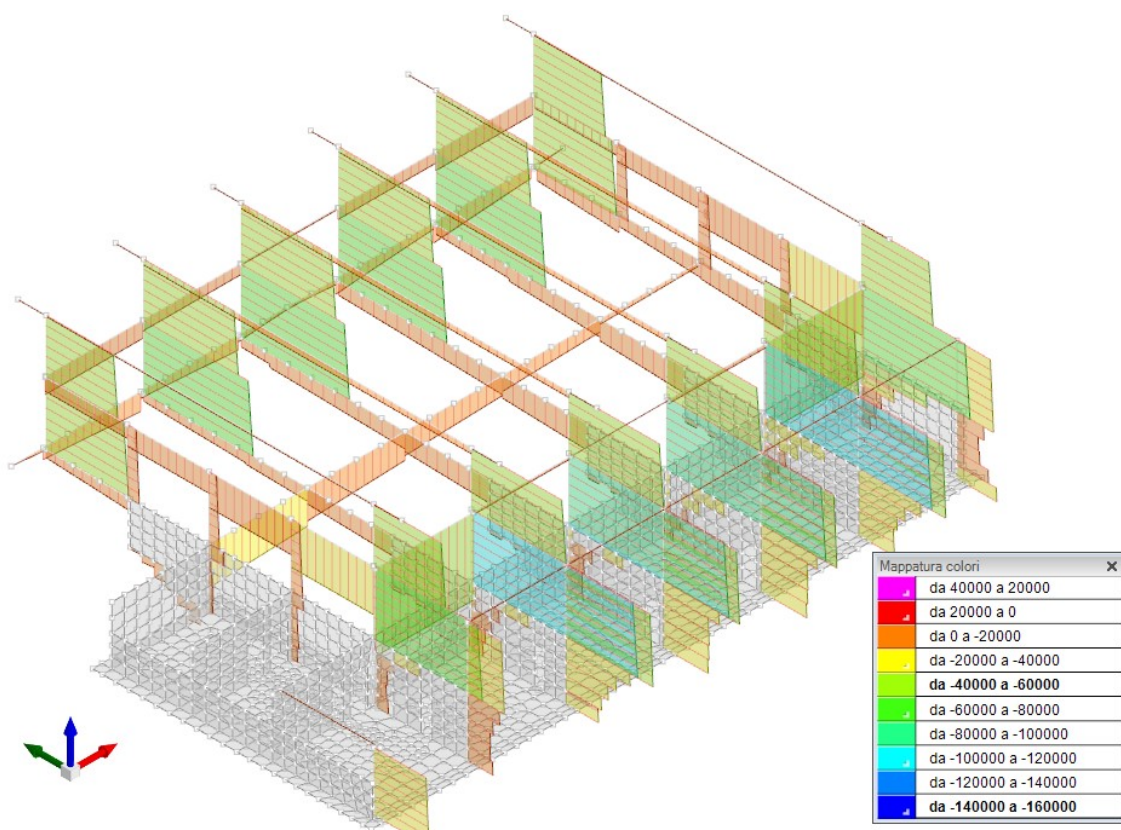 Mappatura colori
da 40000 a 20000
da 20000 a 0
da 0 a -20000
da -20000 a -40000
da -40000 a -60000
da -60000 a -80000
da -80000 a -100000
da -100000 a -120000
da -120000 a -140000
da -140000 a -160000